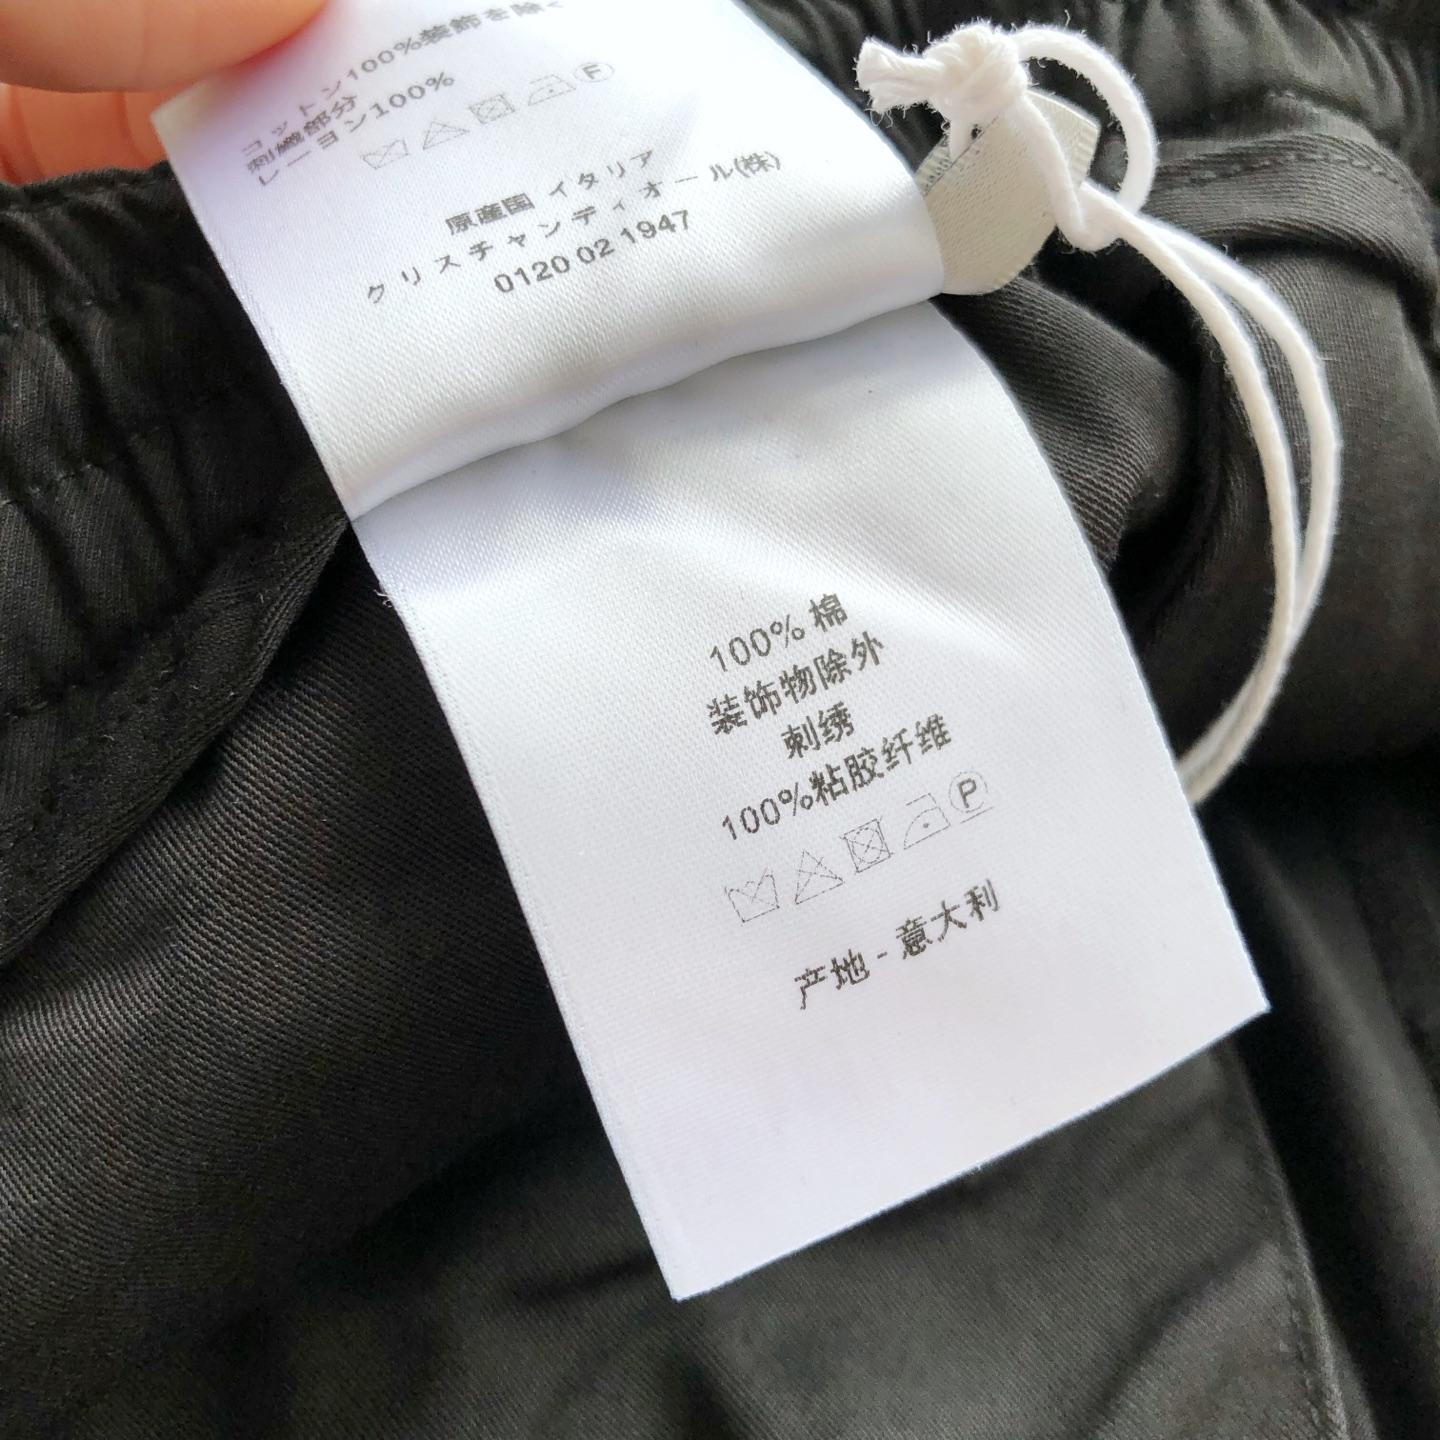 コットン100%装飾を除く
刺繍部分
レーヨン100%
F
原産国 イタリア
クリスチャンディオール(株)
0120 02 1947
100% 棉
装饰物除外
刺绣
100%粘胶纤维
P
产地 - 意大利